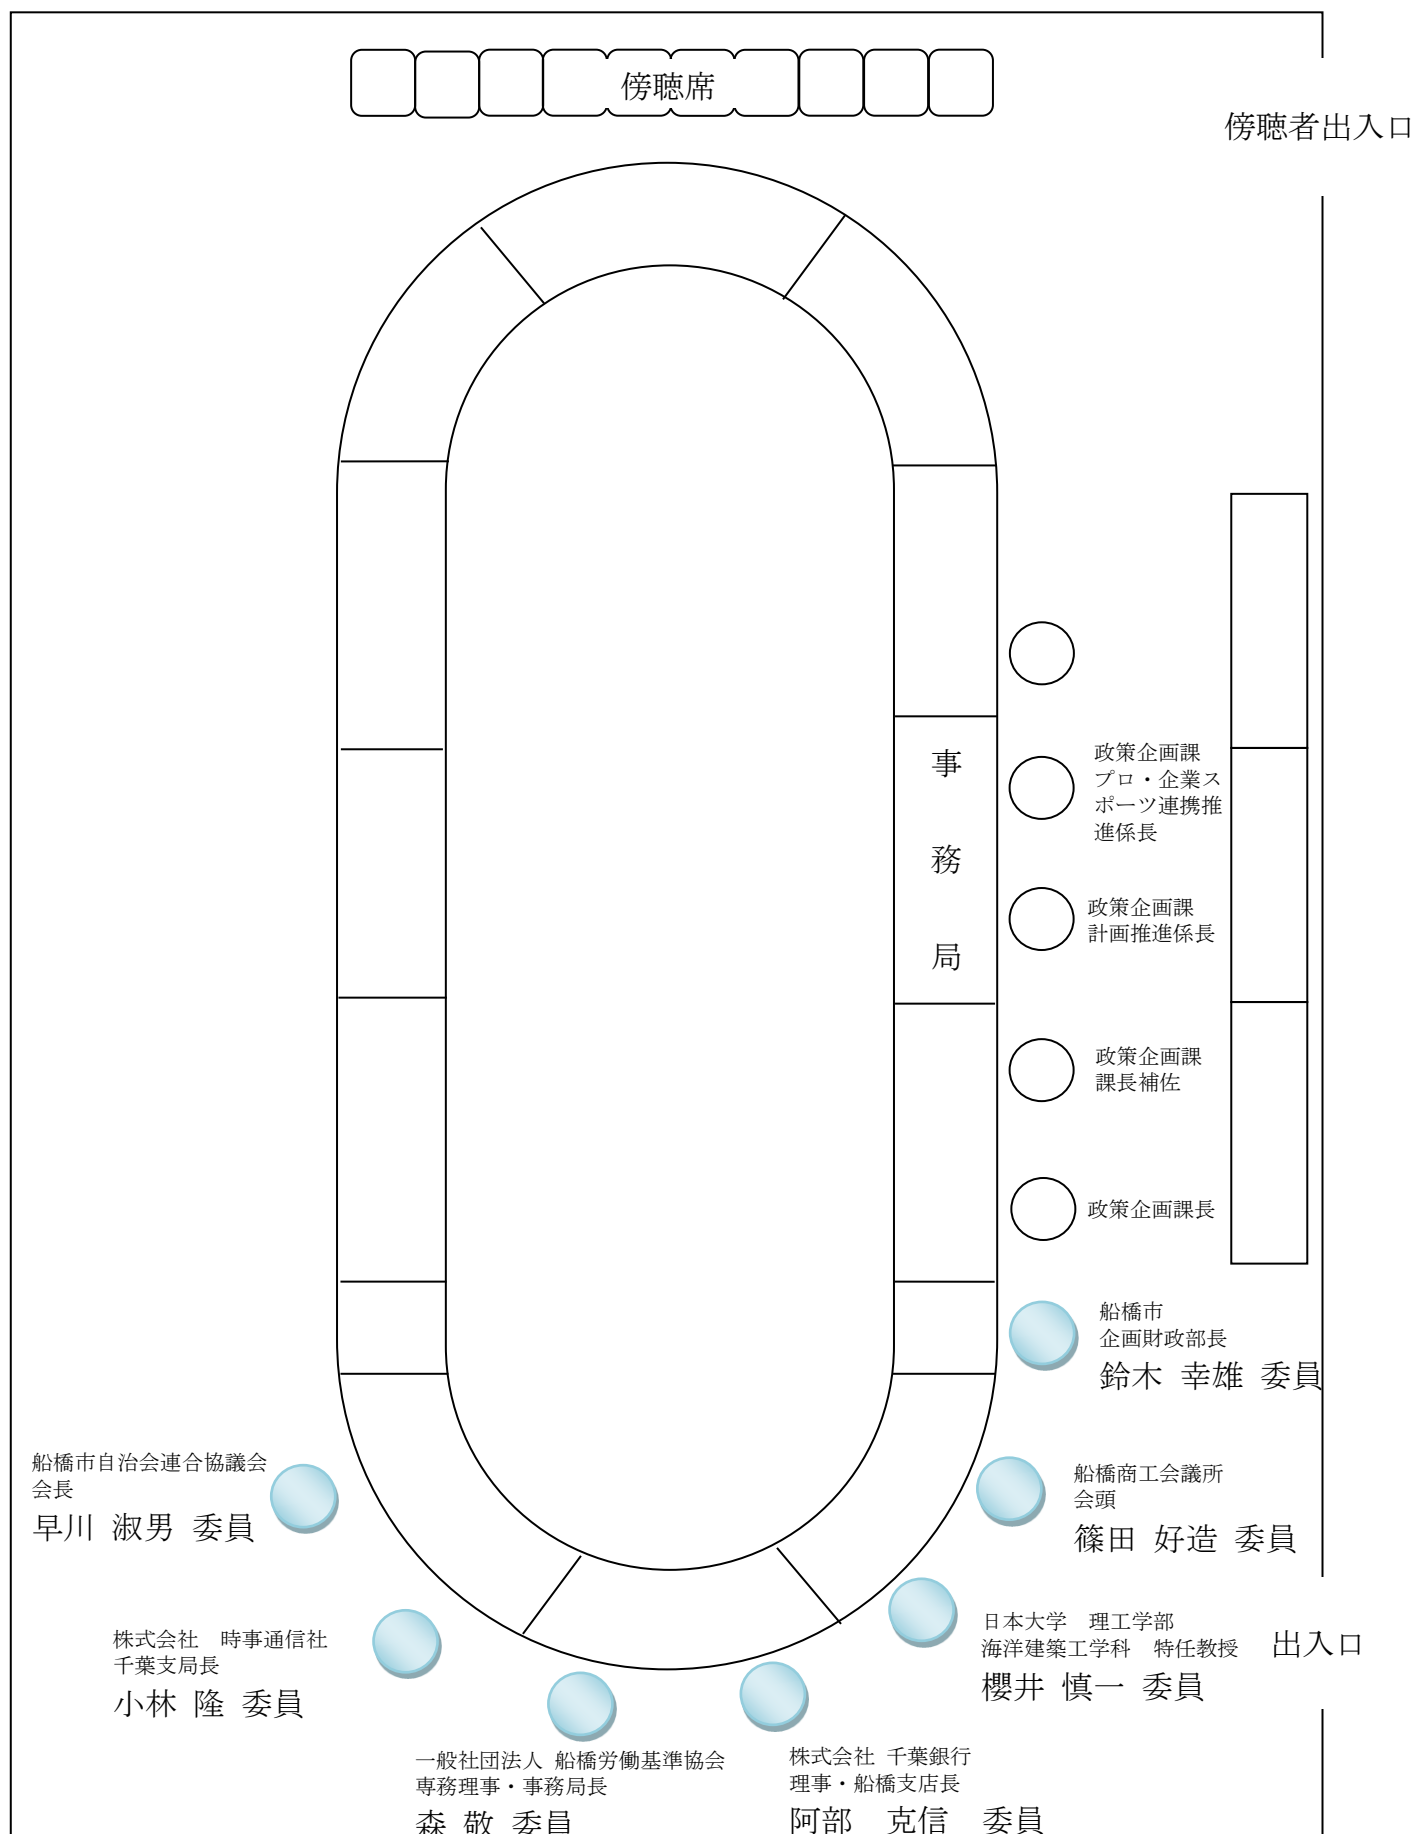 傍聴席
傍聴者出入口
事
務
局
政策企画課
プロ・企業ス
ポーツ連携推
進係長
政策企画課
計画推進係長
政策企画課
課長補佐
政策企画課長
船橋市
企画財政部長
鈴木 幸雄 委員
船橋市自治会連合協議会
会長
早川 淑男 委員
船橋商工会議所
会頭
篠田 好造 委員
株式会社　時事通信社
千葉支局長
小林 隆 委員
日本大学　理工学部
海洋建築工学科　特任教授
櫻井 慎一 委員
出入口
一般社団法人 船橋労働基準協会
専務理事・事務局長
森 敬 委員
株式会社 千葉銀行
理事・船橋支店長
阿部　克信　委員